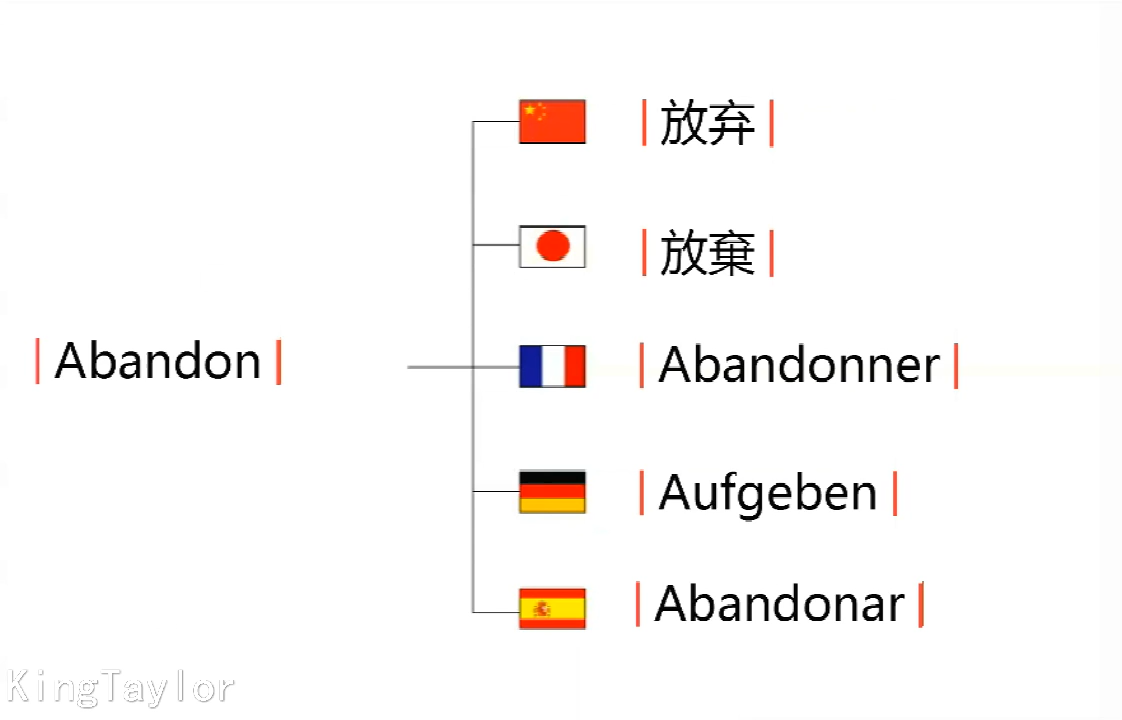 放弃
放棄
Abandon
Abandonner
Aufgeben
Abandonar
KingTaylor